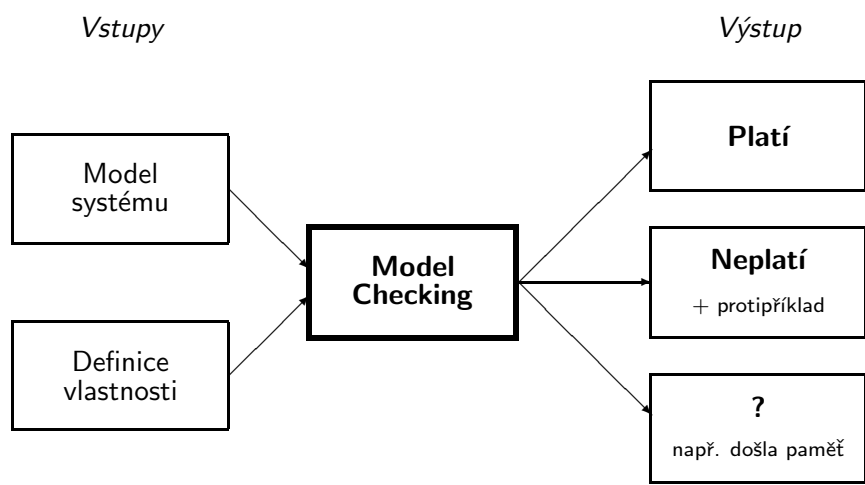 Vstupy
Výstup
Model
systému
Definice
vlastnosti
Model
Checking
Platí
Neplatí
+ protipříklad
?
např. došla paměť